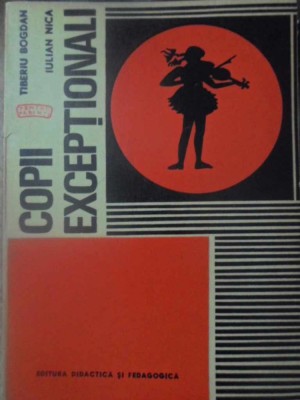 TIBERIU BOGDAN
IULIAN NICA
COPII
EXCEPȚIONALI
EDITURA DIDACTICĂ ȘI PEDAGOGICĂ